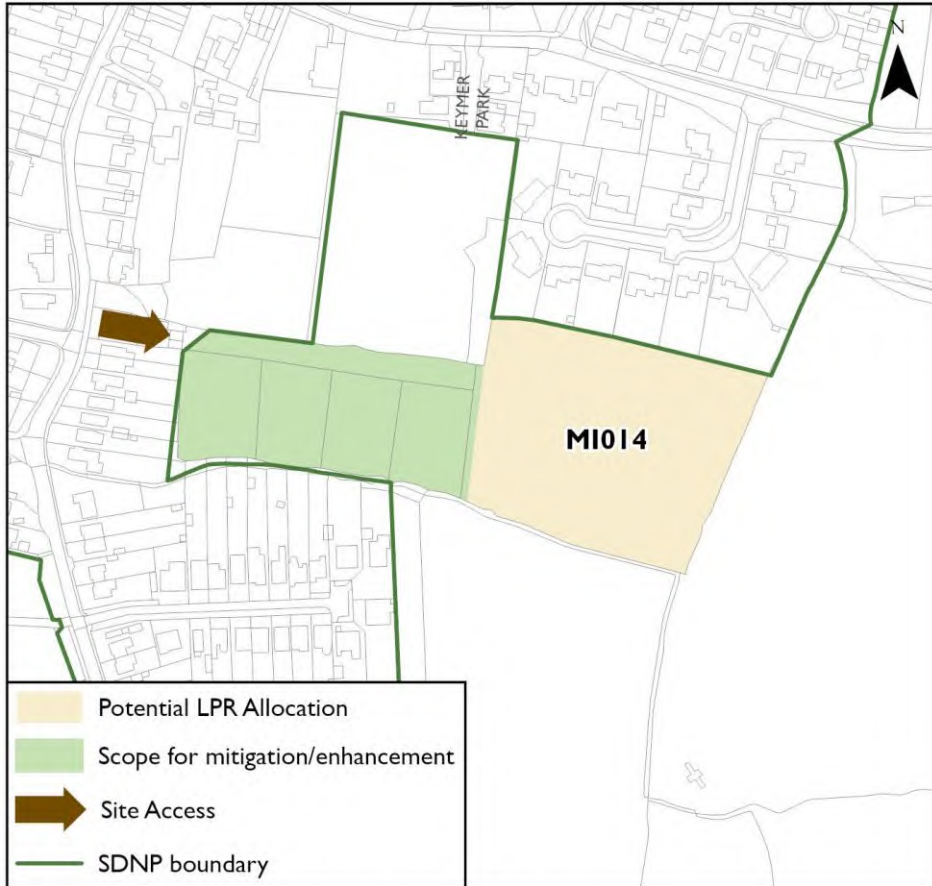 N
KEYMER
PARK
MI014
Potential LPR Allocation
Scope for mitigation/enhancement
Site Access
SDNP boundary